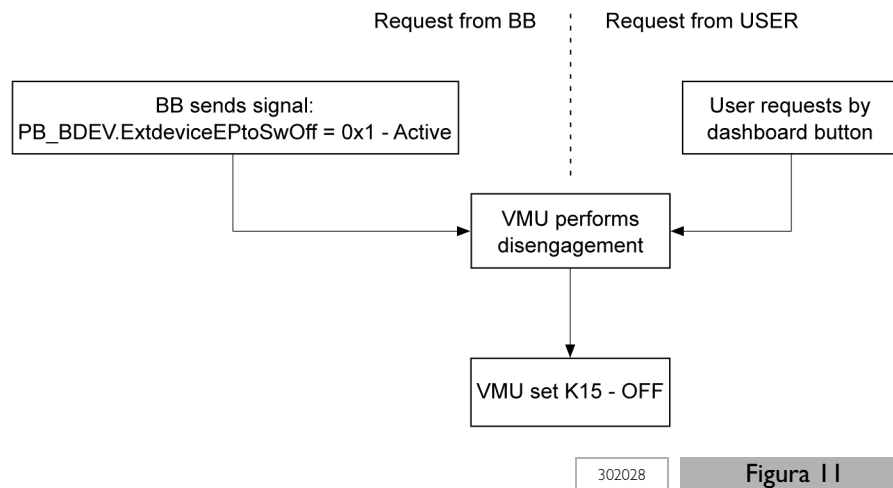 Request from BB
Request from USER
BB sends signal:
PB_BDEV.ExtdeviceEPtoSwOff = 0x1 - Active
User requests by
dashboard button
VMU performs
disengagement
VMU set K15 - OFF
302028
Figura 11